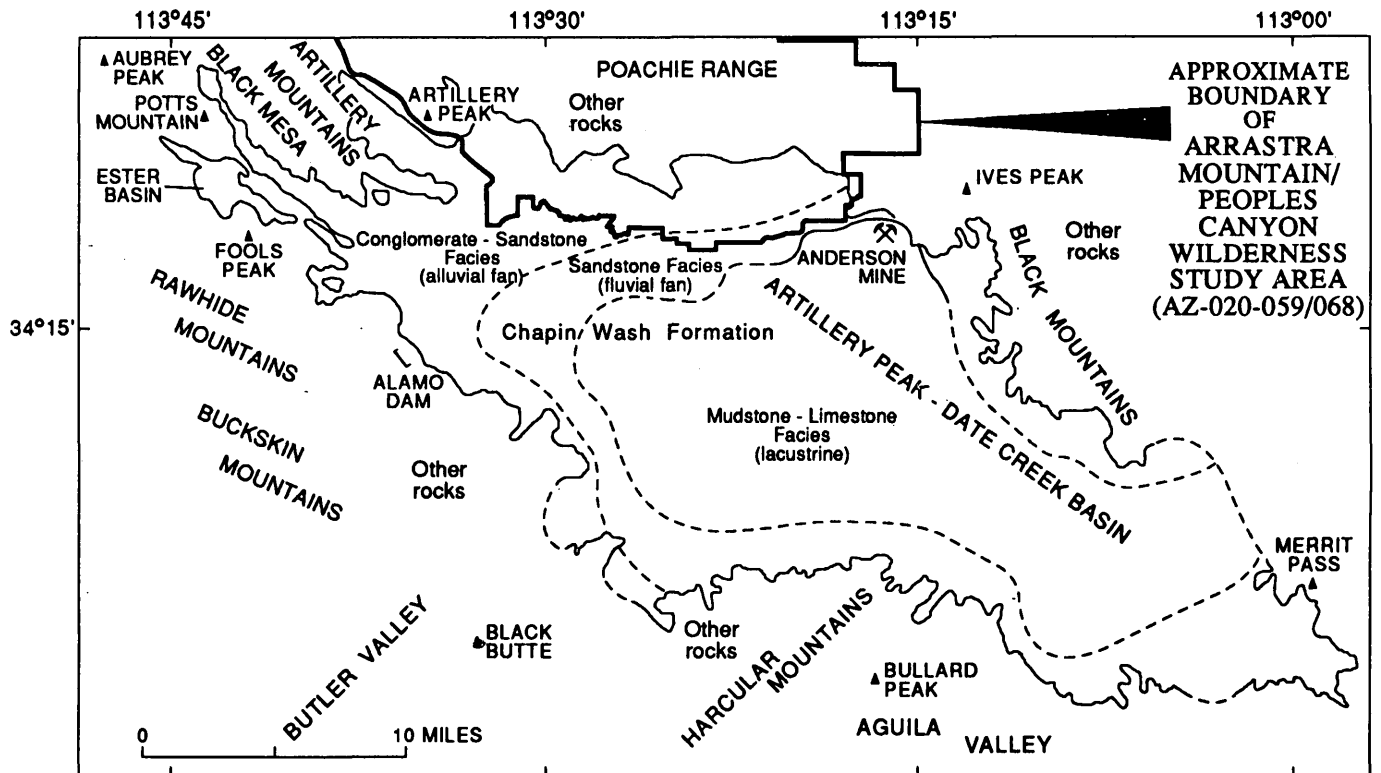 113°45'
113°30'
113°15'
113°00'
AUBREY
PEAK
POTTS
MOUNTAIN
BLACK MESA
ARTILLERY
MOUNTAINS
ARTILLERY
PEAK
POACHIE RANGE
Other
rocks
APPROXIMATE
BOUNDARY
OF
ARRASTRA
MOUNTAIN/
PEOPLES
CANYON
WILDERNESS
STUDY AREA
(AZ-020-059/068)
ESTER
BASIN
FOOLS
PEAK
IVES PEAK
Other
rocks
BLACK MOUNTAINS
Conglomerate - Sandstone
Facies
(alluvial fan)
Sandstone Facies
(fluvial fan)
ANDERSON
MINE
RAWHIDE
MOUNTAINS
34°15'
Chapin Wash Formation
ARTILLERY PEAK - DATE CREEK BASIN
ALAMO
DAM
BUCKSKIN
MOUNTAINS
Other
rocks
Mudstone - Limestone
Facies
(lacustrine)
MERRIT
PASS
BUTLER VALLEY
BLACK
BUTTE
Other
rocks
HARCULAR
MOUNTAINS
BULLARD
PEAK
AGUILA
VALLEY
0
10 MILES